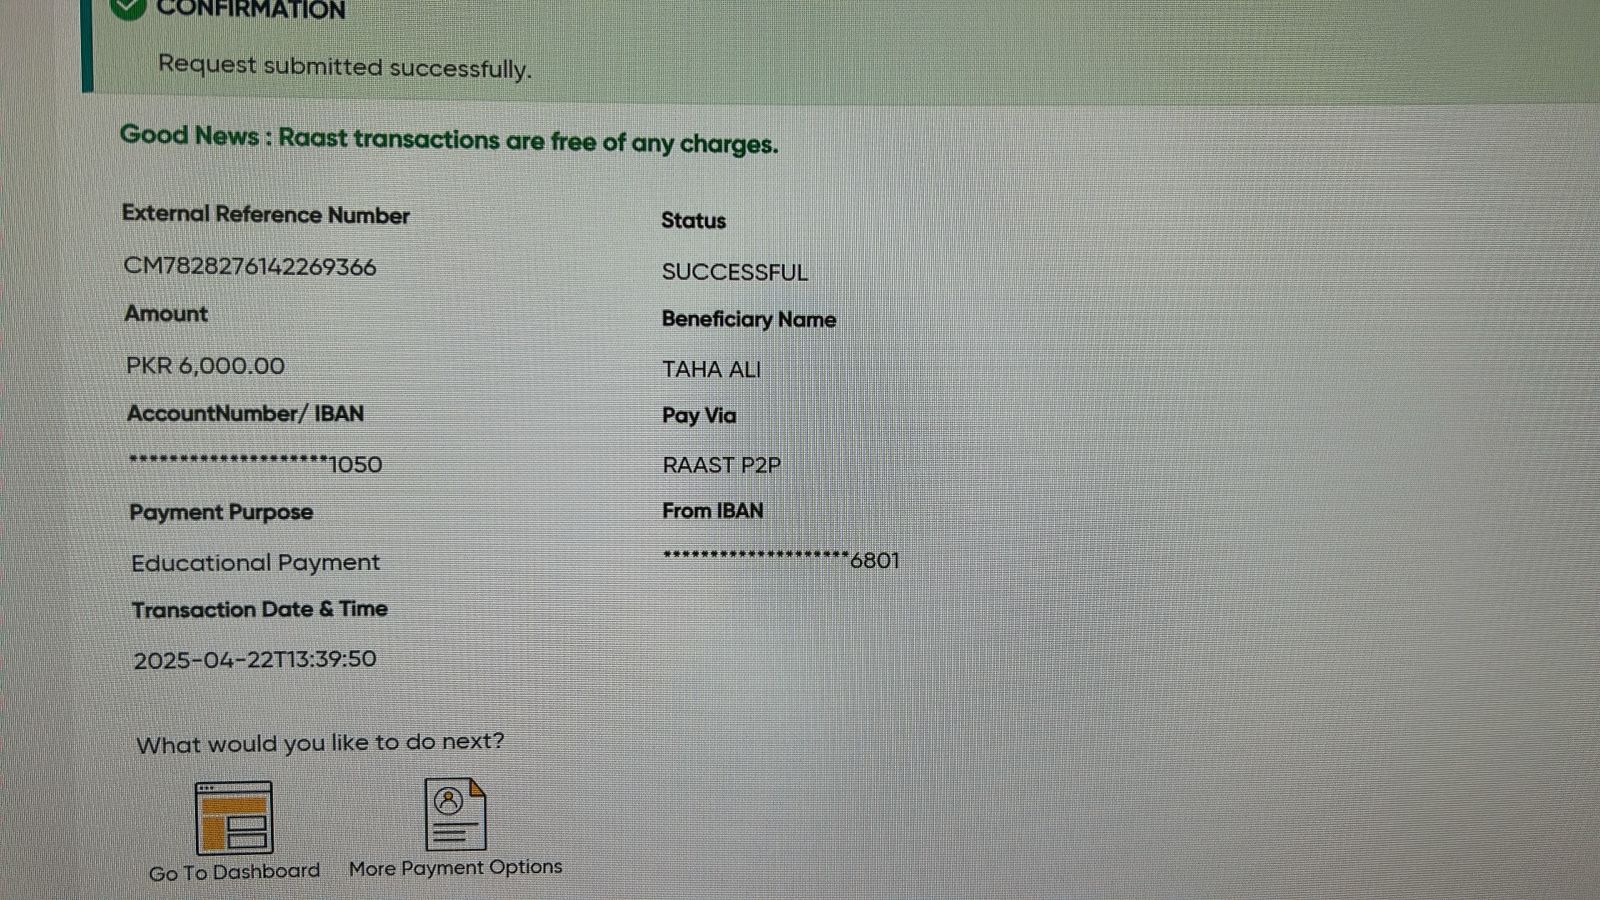 CONFIRMATION
Request submitted successfully.
Good News : Raast transactions are free of any charges.
External Reference Number
CM7828276142269366
Status
SUCCESSFUL
Amount
PKR 6,000.00
Beneficiary Name
TAHA ALI
AccountNumber/ IBAN
********************1050
Pay Via
RAAST P2P
Payment Purpose
Educational Payment
From IBAN
********************6801
Transaction Date & Time
2025-04-22T13:39:50
What would you like to do next?
Go To Dashboard
More Payment Options